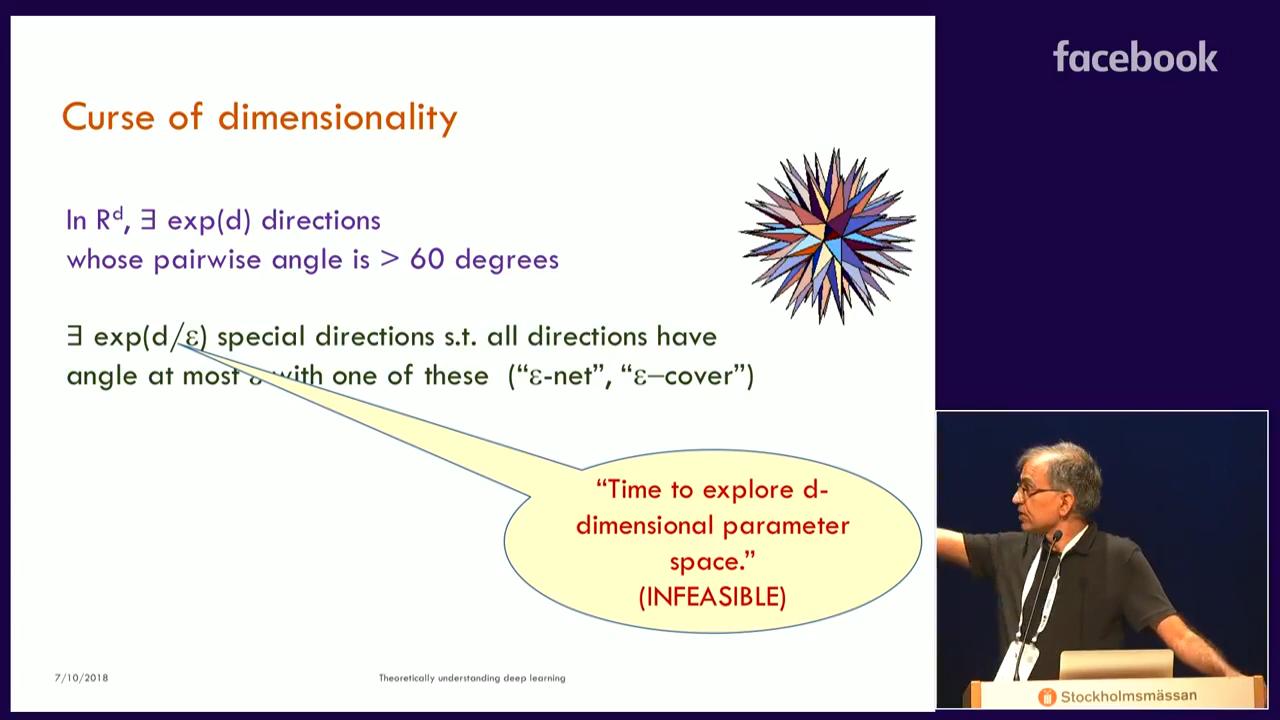 facebook
Curse of dimensionality
In Rᵈ, ∃ exp(d) directions
whose pairwise angle is > 60 degrees
∃ exp(d/ε) special directions s.t. all directions have
angle at most ε with one of these (“ε-net”, “ε–cover”)
“Time to explore d-
dimensional parameter
space.”
(INFEASIBLE)
7/10/2018
Theoretically understanding deep learning
Stockholmsmässan